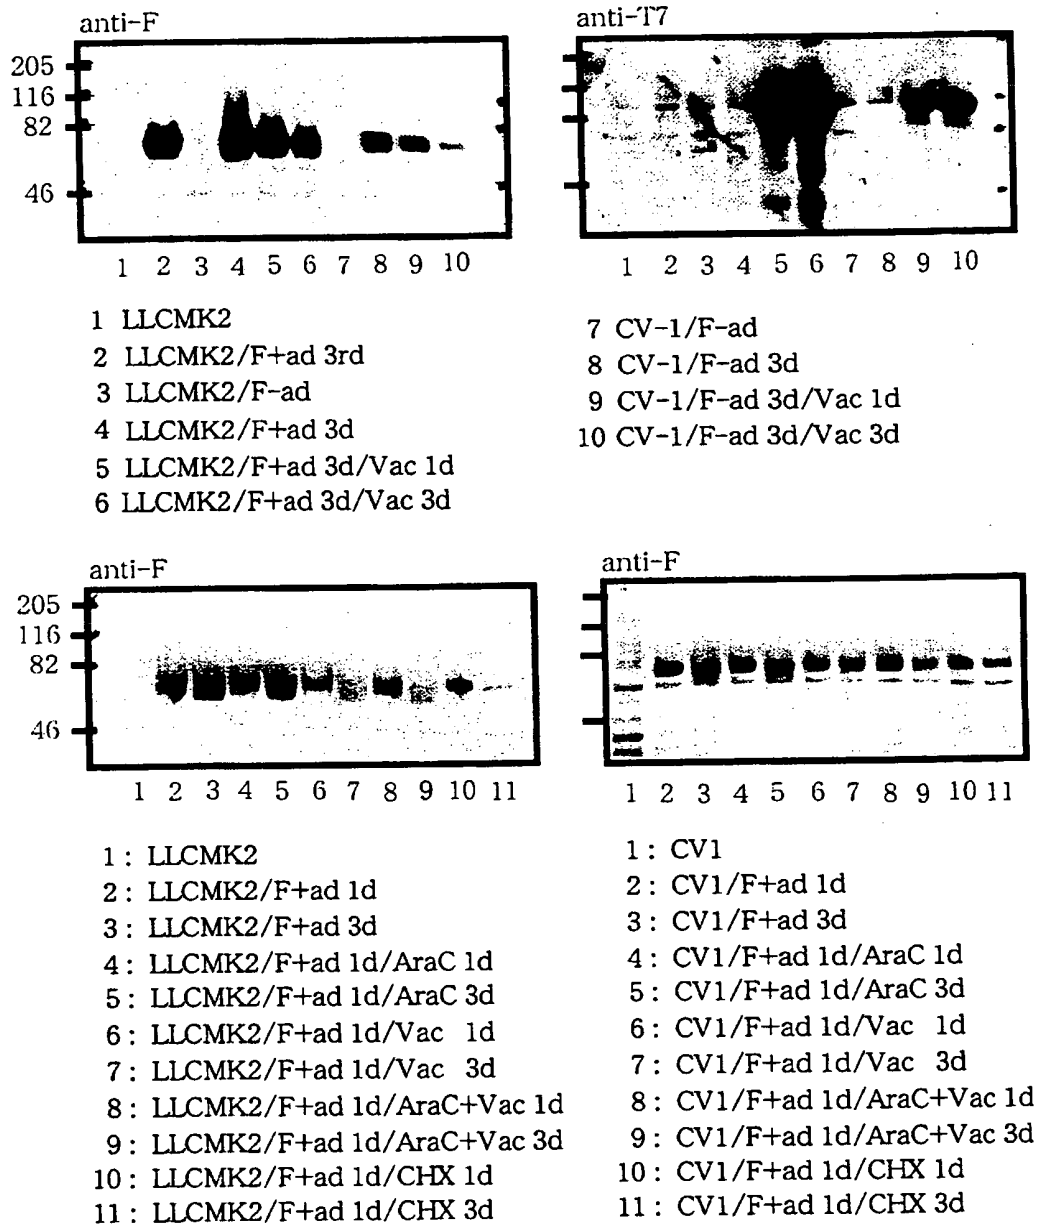 anti-F
205
116
82
46
1 2 3 4 5 6 7 8 9 10
anti-T7
1 2 3 4 5 6 7 8 9 10
1 LLCMK2
2 LLCMK2/F+ad 3rd
3 LLCMK2/F-ad
4 LLCMK2/F+ad 3d
5 LLCMK2/F+ad 3d/Vac 1d
6 LLCMK2/F+ad 3d/Vac 3d
7 CV-1/F-ad
8 CV-1/F-ad 3d
9 CV-1/F-ad 3d/Vac 1d
10 CV-1/F-ad 3d/Vac 3d
anti-F
205
116
82
46
1 2 3 4 5 6 7 8 9 10 11
1 : LLCMK2
2 : LLCMK2/F+ad 1d
3 : LLCMK2/F+ad 3d
4 : LLCMK2/F+ad 1d/AraC 1d
5 : LLCMK2/F+ad 1d/AraC 3d
6 : LLCMK2/F+ad 1d/Vac 1d
7 : LLCMK2/F+ad 1d/Vac 3d
8 : LLCMK2/F+ad 1d/AraC+Vac 1d
9 : LLCMK2/F+ad 1d/AraC+Vac 3d
10 : LLCMK2/F+ad 1d/CHX 1d
11 : LLCMK2/F+ad 1d/CHX 3d
anti-F
1 2 3 4 5 6 7 8 9 10 11
1 : CV1
2 : CV1/F+ad 1d
3 : CV1/F+ad 3d
4 : CV1/F+ad 1d/AraC 1d
5 : CV1/F+ad 1d/AraC 3d
6 : CV1/F+ad 1d/Vac 1d
7 : CV1/F+ad 1d/Vac 3d
8 : CV1/F+ad 1d/AraC+Vac 1d
9 : CV1/F+ad 1d/AraC+Vac 3d
10 : CV1/F+ad 1d/CHX 1d
11 : CV1/F+ad 1d/CHX 3d